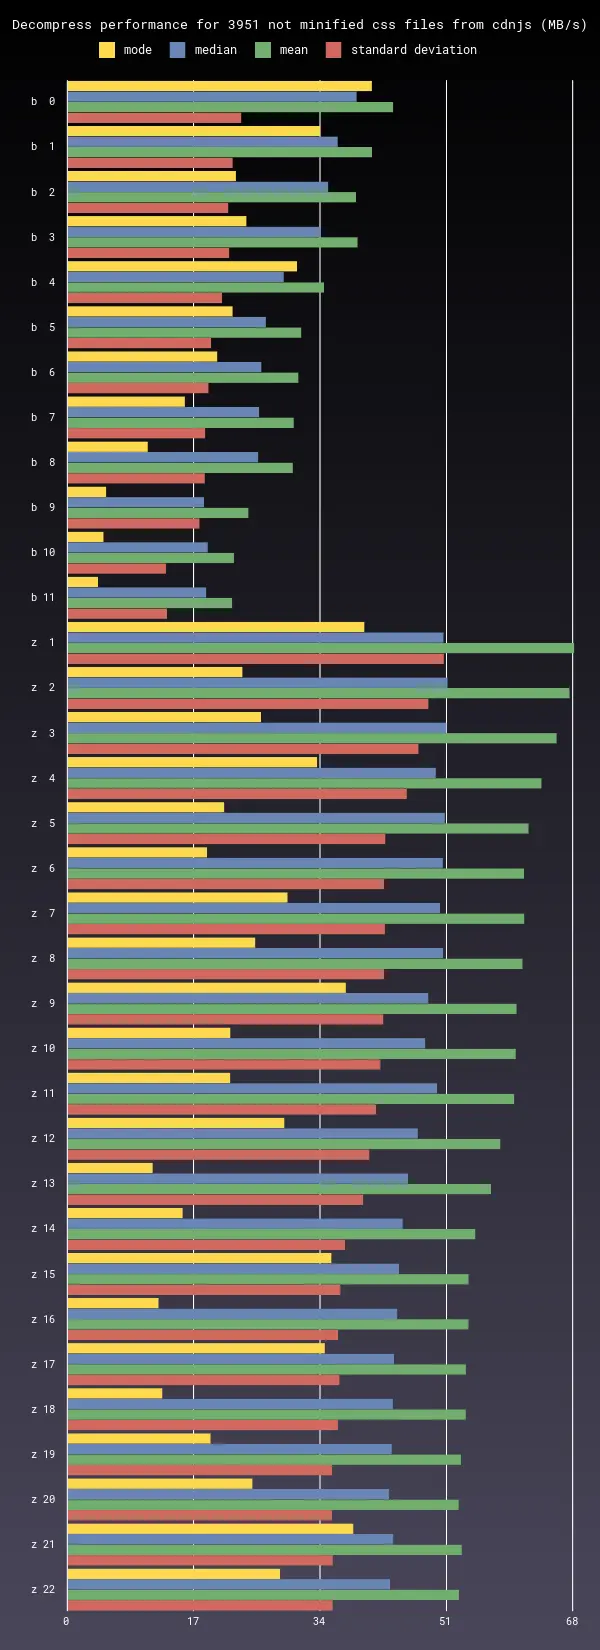 Decompress performance for 3951 not minified css files from cdnjs (MB/s)
mode median mean standard deviation
b 0
b 1
b 2
b 3
b 4
b 5
b 6
b 7
b 8
b 9
b 10
b 11
z 1
z 2
z 3
z 4
z 5
z 6
z 7
z 8
z 9
z 10
z 11
z 12
z 13
z 14
z 15
z 16
z 17
z 18
z 19
z 20
z 21
z 22
0 17 34 51 68